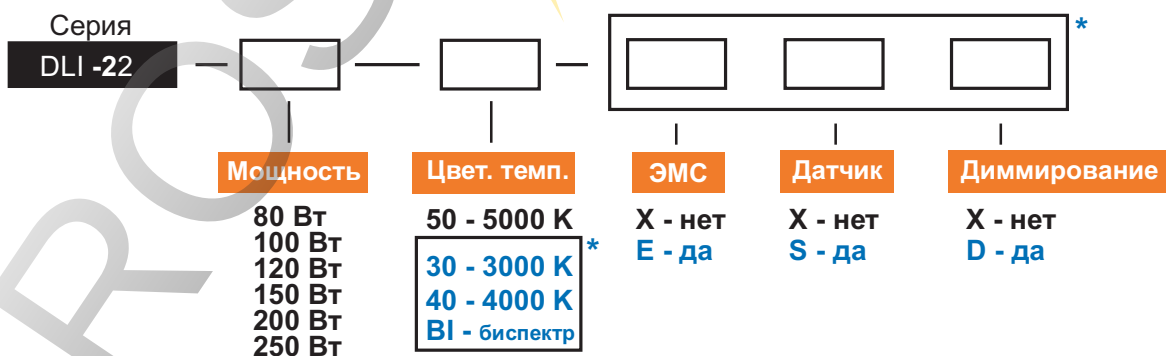 Серия
*
DLI -22
Мощность Цвет. темп. ЭМС Датчик Диммирование
80 Вт 50 - 5000 K X - нет X - нет X - нет
100 Вт * E - да S - да D - да
120 Вт 30 - 3000 K
150 Вт 40 - 4000 K
200 Вт BI - биспектр
250 Вт
ROS